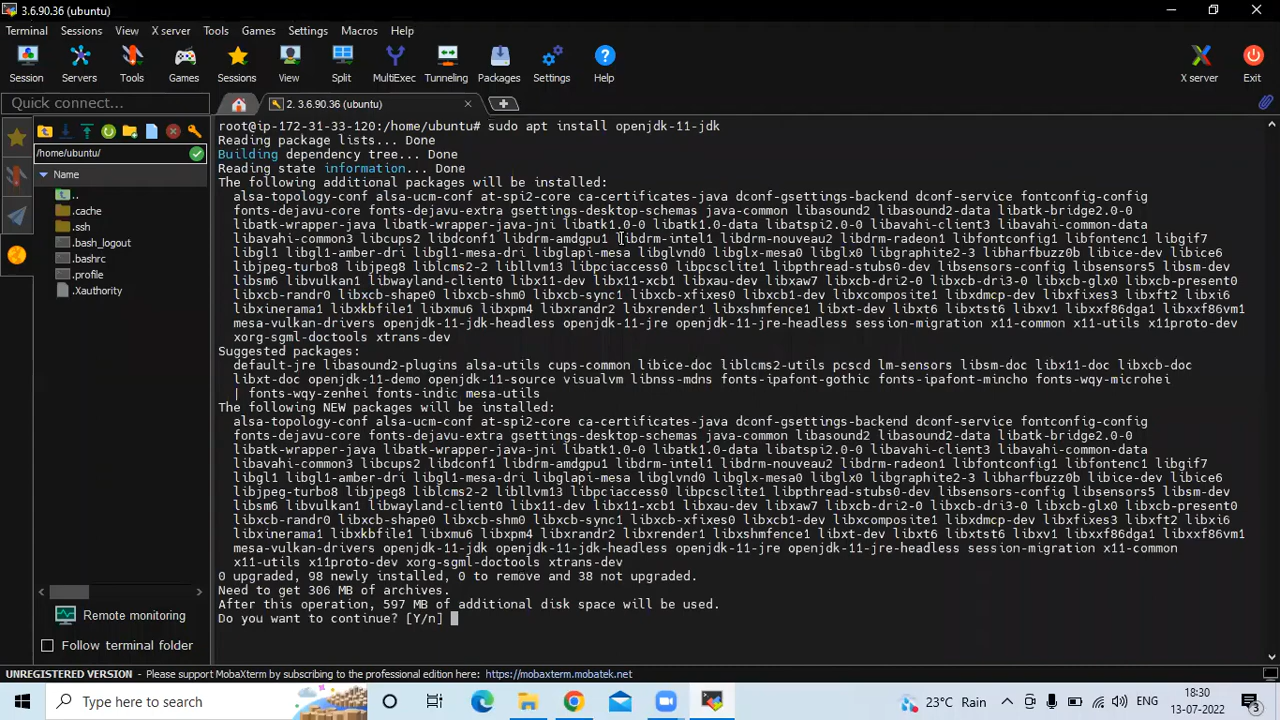 3.6.90.36 (ubuntu)
Terminal Sessions View X server Tools Games Settings Macros Help
Session Servers Tools Games Sessions View Split MultiExec Tunneling Packages Settings Help X server Exit
Quick connect...
2. 3.6.90.36 (ubuntu)
/home/ubuntu/
Name
..
.cache
.ssh
.bash_logout
.bashrc
.profile
.Xauthority
Remote monitoring
Follow terminal folder
root@ip-172-31-33-120:/home/ubuntu# sudo apt install openjdk-11-jdk
Reading package lists... Done
Building dependency tree... Done
Reading state information... Done
The following additional packages will be installed:
alsa-topology-conf alsa-ucm-conf at-spi2-core ca-certificates-java dconf-gsettings-backend dconf-service fontconfig-config
fonts-dejavu-core fonts-dejavu-extra gsettings-desktop-schemas java-common libasound2 libasound2-data libatk-bridge2.0-0
libatk-wrapper-java libatk-wrapper-java-jni libatk1.0-0 libatk1.0-data libatspi2.0-0 libavahi-client3 libavahi-common-data
libavahi-common3 libcups2 libdconf1 libdrm-amdgpu1 libdrm-intel1 libdrm-nouveau2 libdrm-radeon1 libfontconfig1 libfontenc1 libgif7
libgl1 libgl1-amber-dri libgl1-mesa-dri libglapi-mesa libglvnd0 libglx-mesa0 libglx0 libgraphite2-3 libharfbuzz0b libice-dev libice6
libjpeg-turbo8 libjpeg8 liblcms2-2 libllvm13 libpciaccess0 libpcsclite1 libpthread-stubs0-dev libsensors-config libsensors5 libsm-dev
libsm6 libvulkan1 libwayland-client0 libx11-dev libx11-xcb1 libxau-dev libxaw7 libxcb-dri2-0 libxcb-dri3-0 libxcb-glx0 libxcb-present0
libxcb-randr0 libxcb-shape0 libxcb-shm0 libxcb-sync1 libxcb-xfixes0 libxcb1-dev libxcomposite1 libxdmcp-dev libxfixes3 libxft2 libxi6
libxinerama1 libxkbfile1 libxmu6 libxpm4 libxrandr2 libxrender1 libxshmfence1 libxt-dev libxt6 libxtst6 libxv1 libxxf86dga1 libxxf86vm1
mesa-vulkan-drivers openjdk-11-jdk-headless openjdk-11-jre openjdk-11-jre-headless session-migration x11-common x11-utils x11proto-dev
xorg-sgml-doctools xtrans-dev
Suggested packages:
default-jre libasound2-plugins alsa-utils cups-common libice-doc liblcms2-utils pcscd lm-sensors libsm-doc libx11-doc libxcb-doc
libxt-doc openjdk-11-demo openjdk-11-source visualvm libnss-mdns fonts-ipafont-gothic fonts-ipafont-mincho fonts-wqy-microhei
| fonts-wqy-zenhei fonts-indic mesa-utils
The following NEW packages will be installed:
alsa-topology-conf alsa-ucm-conf at-spi2-core ca-certificates-java dconf-gsettings-backend dconf-service fontconfig-config
fonts-dejavu-core fonts-dejavu-extra gsettings-desktop-schemas java-common libasound2 libasound2-data libatk-bridge2.0-0
libatk-wrapper-java libatk-wrapper-java-jni libatk1.0-0 libatk1.0-data libatspi2.0-0 libavahi-client3 libavahi-common-data
libavahi-common3 libcups2 libdconf1 libdrm-amdgpu1 libdrm-intel1 libdrm-nouveau2 libdrm-radeon1 libfontconfig1 libfontenc1 libgif7
libgl1 libgl1-amber-dri libgl1-mesa-dri libglapi-mesa libglvnd0 libglx-mesa0 libglx0 libgraphite2-3 libharfbuzz0b libice-dev libice6
libjpeg-turbo8 libjpeg8 liblcms2-2 libllvm13 libpciaccess0 libpcsclite1 libpthread-stubs0-dev libsensors-config libsensors5 libsm-dev
libsm6 libvulkan1 libwayland-client0 libx11-dev libx11-xcb1 libxau-dev libxaw7 libxcb-dri2-0 libxcb-dri3-0 libxcb-glx0 libxcb-present0
libxcb-randr0 libxcb-shape0 libxcb-shm0 libxcb-sync1 libxcb-xfixes0 libxcb1-dev libxcomposite1 libxdmcp-dev libxfixes3 libxft2 libxi6
libxinerama1 libxkbfile1 libxmu6 libxpm4 libxrandr2 libxrender1 libxshmfence1 libxt-dev libxt6 libxtst6 libxv1 libxxf86dga1 libxxf86vm1
mesa-vulkan-drivers openjdk-11-jdk openjdk-11-jdk-headless openjdk-11-jre openjdk-11-jre-headless session-migration x11-common
x11-utils x11proto-dev xorg-sgml-doctools xtrans-dev
0 upgraded, 98 newly installed, 0 to remove and 38 not upgraded.
Need to get 306 MB of archives.
After this operation, 597 MB of additional disk space will be used.
Do you want to continue? [Y/n]
UNREGISTERED VERSION - Please support MobaXterm by subscribing to the professional edition here: https://mobaxterm.mobatek.net
Type here to search
23°C Rain
ENG
18:30
13-07-2022
3